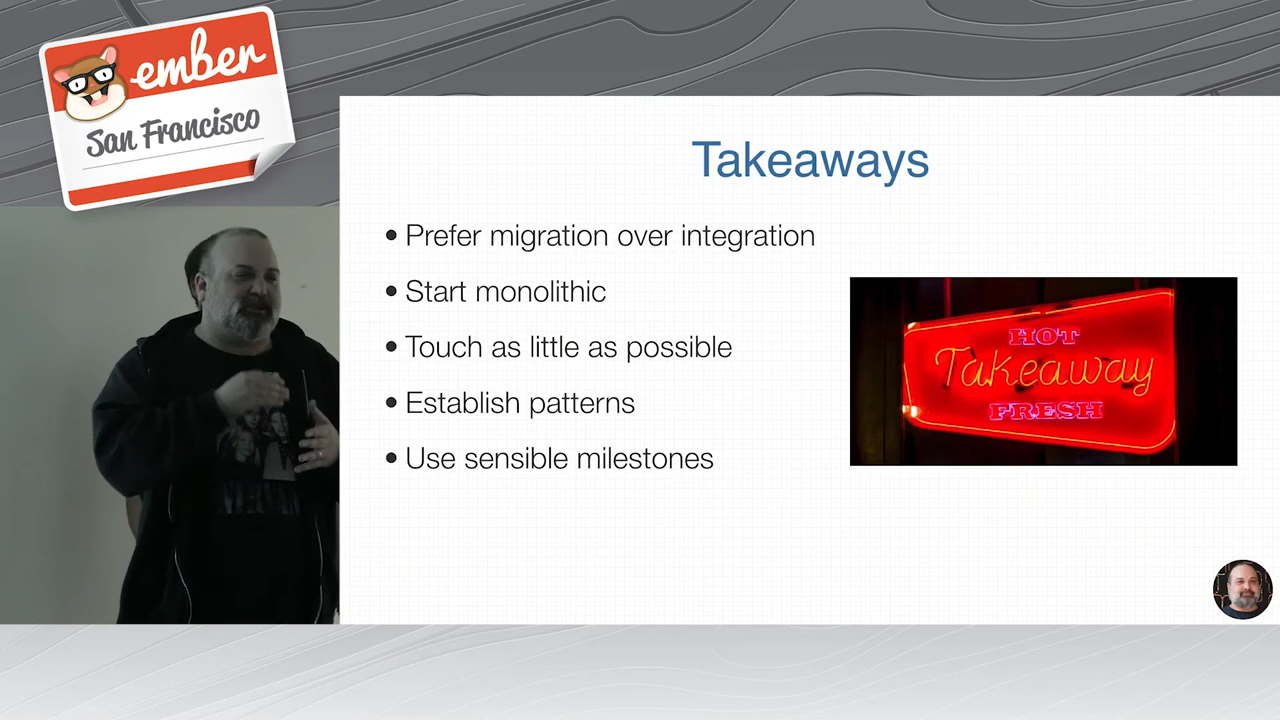 ember
San Francisco
Takeaways
• Prefer migration over integration
• Start monolithic
• Touch as little as possible
• Establish patterns
• Use sensible milestones
HOT
Takeaway
FRESH